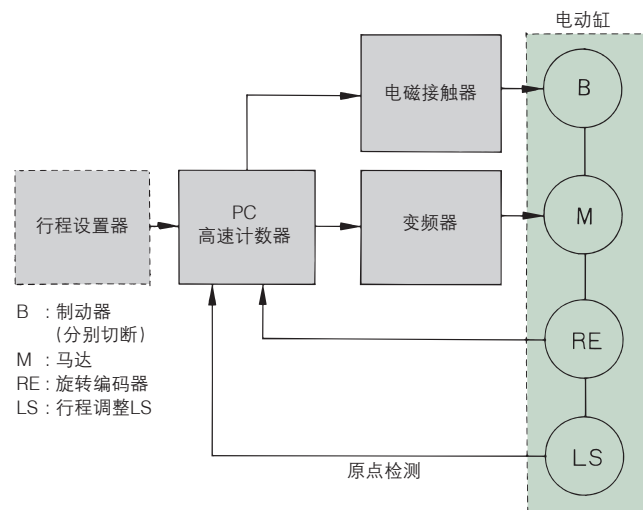 电动缸
电磁接触器
B
行程设置器
PC
高速计数器
变频器
M
B : 制动器
(分别切断)
M : 马达
RE : 旋转编码器
LS : 行程调整LS
RE
LS
原点检测